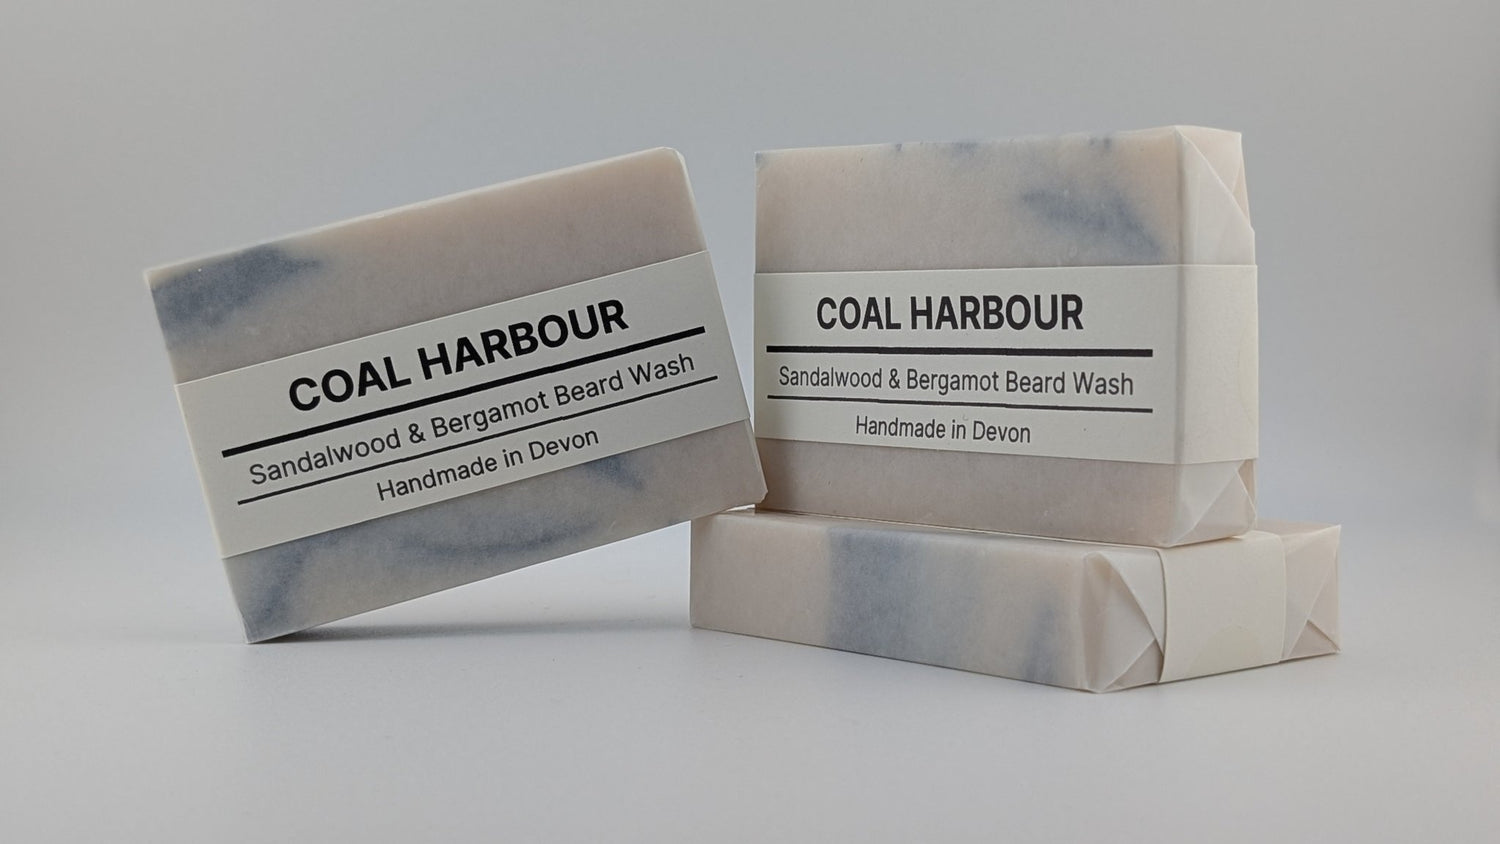 COAL HARBOUR
Sandalwood & Bergamot Beard Wash
Handmade in Devon
COAL HARBOUR
Sandalwood & Bergamot Beard Wash
Handmade in Devon